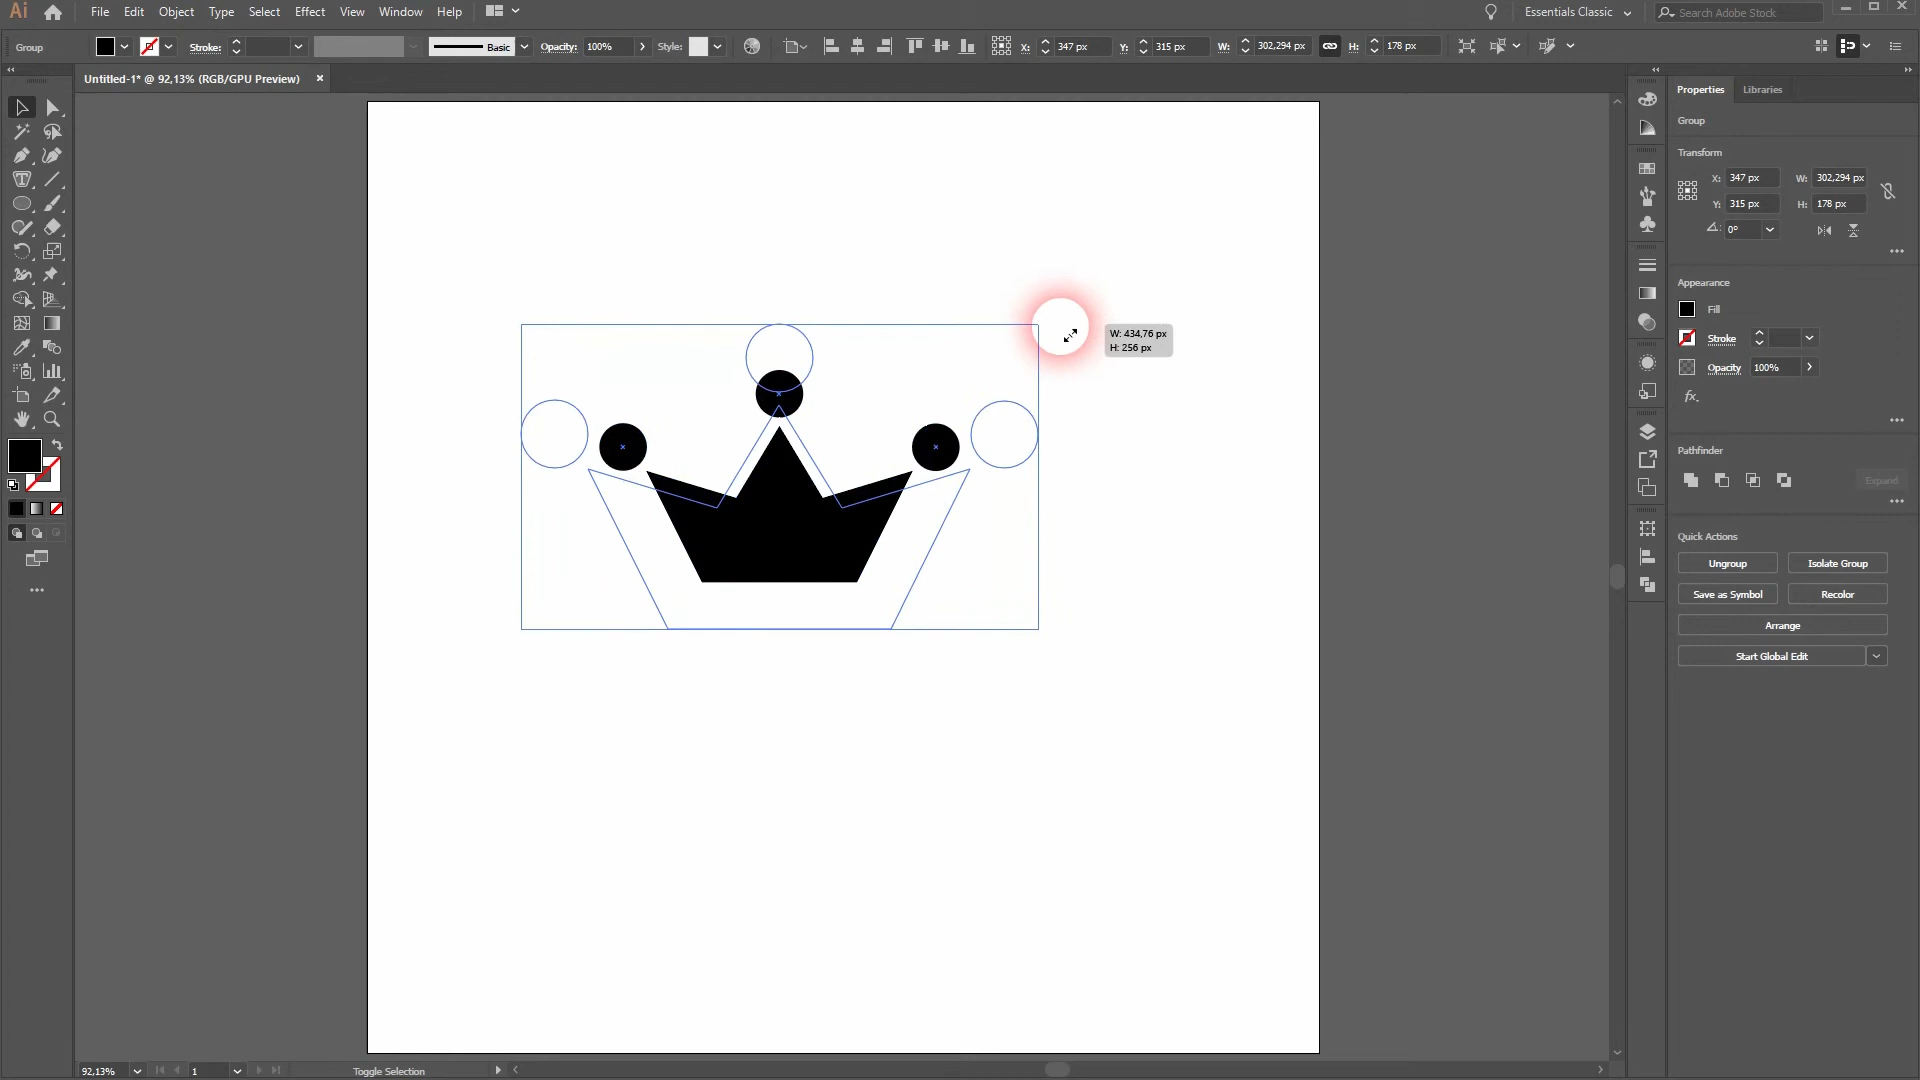 Ai File Edit Object Type Select Effect View Window Help Essentials Classic Search Adobe Stock
Group Stroke: Basic Opacity: 100% Style: X: 347 px Y: 315 px W: 302,294 px H: 178 px
Untitled-1* @ 92,13% (RGB/GPU Preview) ×
Properties Libraries
Group
Transform
X: 347 px W: 302,294 px
Y: 315 px H: 178 px
0°
Appearance
Fill
Stroke
Opacity 100%
fx.
W: 434,76 px
H: 256 px
Pathfinder
Expand
Quick Actions
Ungroup Isolate Group
Save as Symbol Recolor
Arrange
Start Global Edit
92,13% 1 Toggle Selection